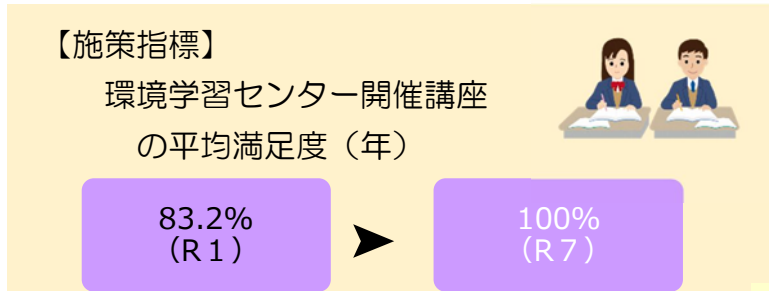 【施策指標】
環境学習センター開催講座
の平均満足度（年）
83.2%
（R１）
100%
（R７）